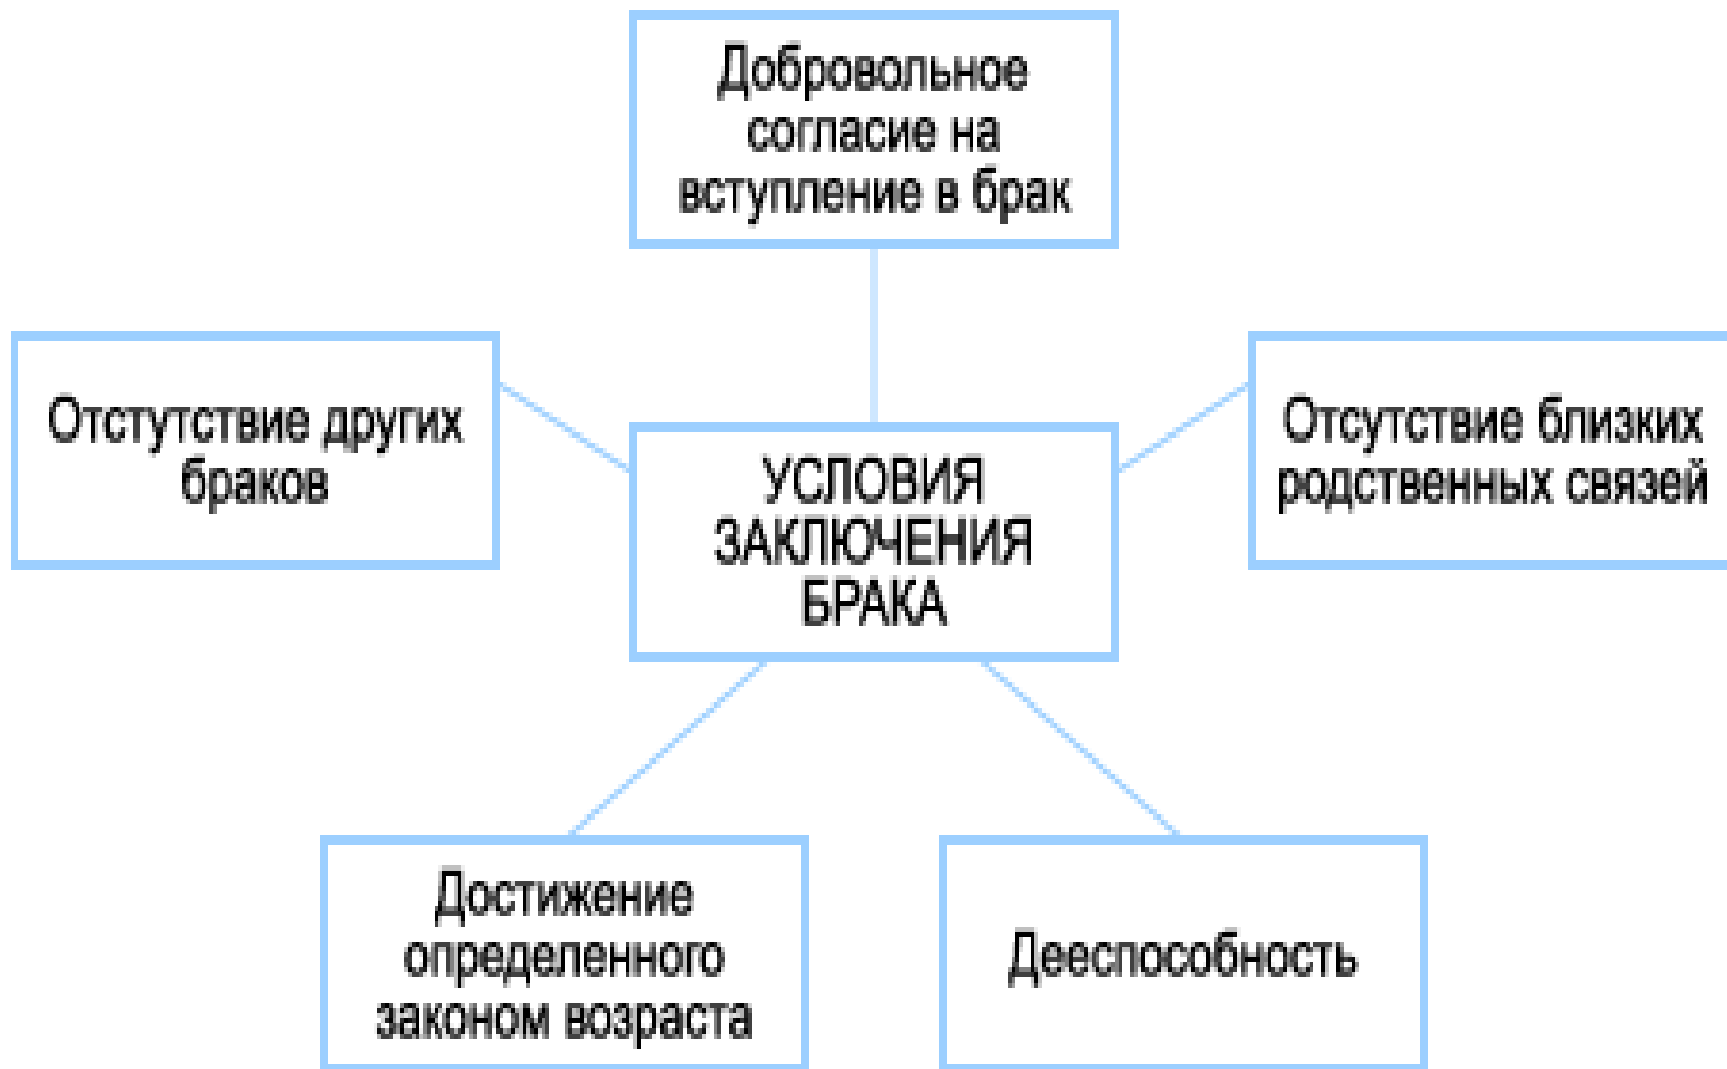 Добровольное
согласие на
вступление в брак
Отстутствие других
браков
УСЛОВИЯ
ЗАКЛЮЧЕНИЯ
БРАКА
Отсутствие близких
родственных связей
Достижение
определенного
законом возраста
Дееспособность